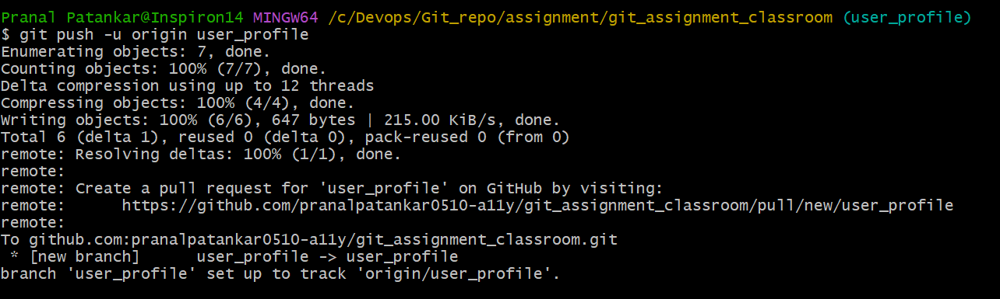 Pranal Patankar@Inspiron14 MINGW64 /c/Devops/Git_repo/assignment/git_assignment_classroom (user_profile)
$ git push -u origin user_profile
Enumerating objects: 7, done.
Counting objects: 100% (7/7), done.
Delta compression using up to 12 threads
Compressing objects: 100% (4/4), done.
Writing objects: 100% (6/6), 647 bytes | 215.00 KiB/s, done.
Total 6 (delta 1), reused 0 (delta 0), pack-reused 0 (from 0)
remote: Resolving deltas: 100% (1/1), done.
remote:
remote: Create a pull request for 'user_profile' on GitHub by visiting:
remote:      https://github.com/pranalpatankar0510-a11y/git_assignment_classroom/pull/new/user_profile
remote:
To github.com:pranalpatankar0510-a11y/git_assignment_classroom.git
 * [new branch]      user_profile -> user_profile
branch 'user_profile' set up to track 'origin/user_profile'.